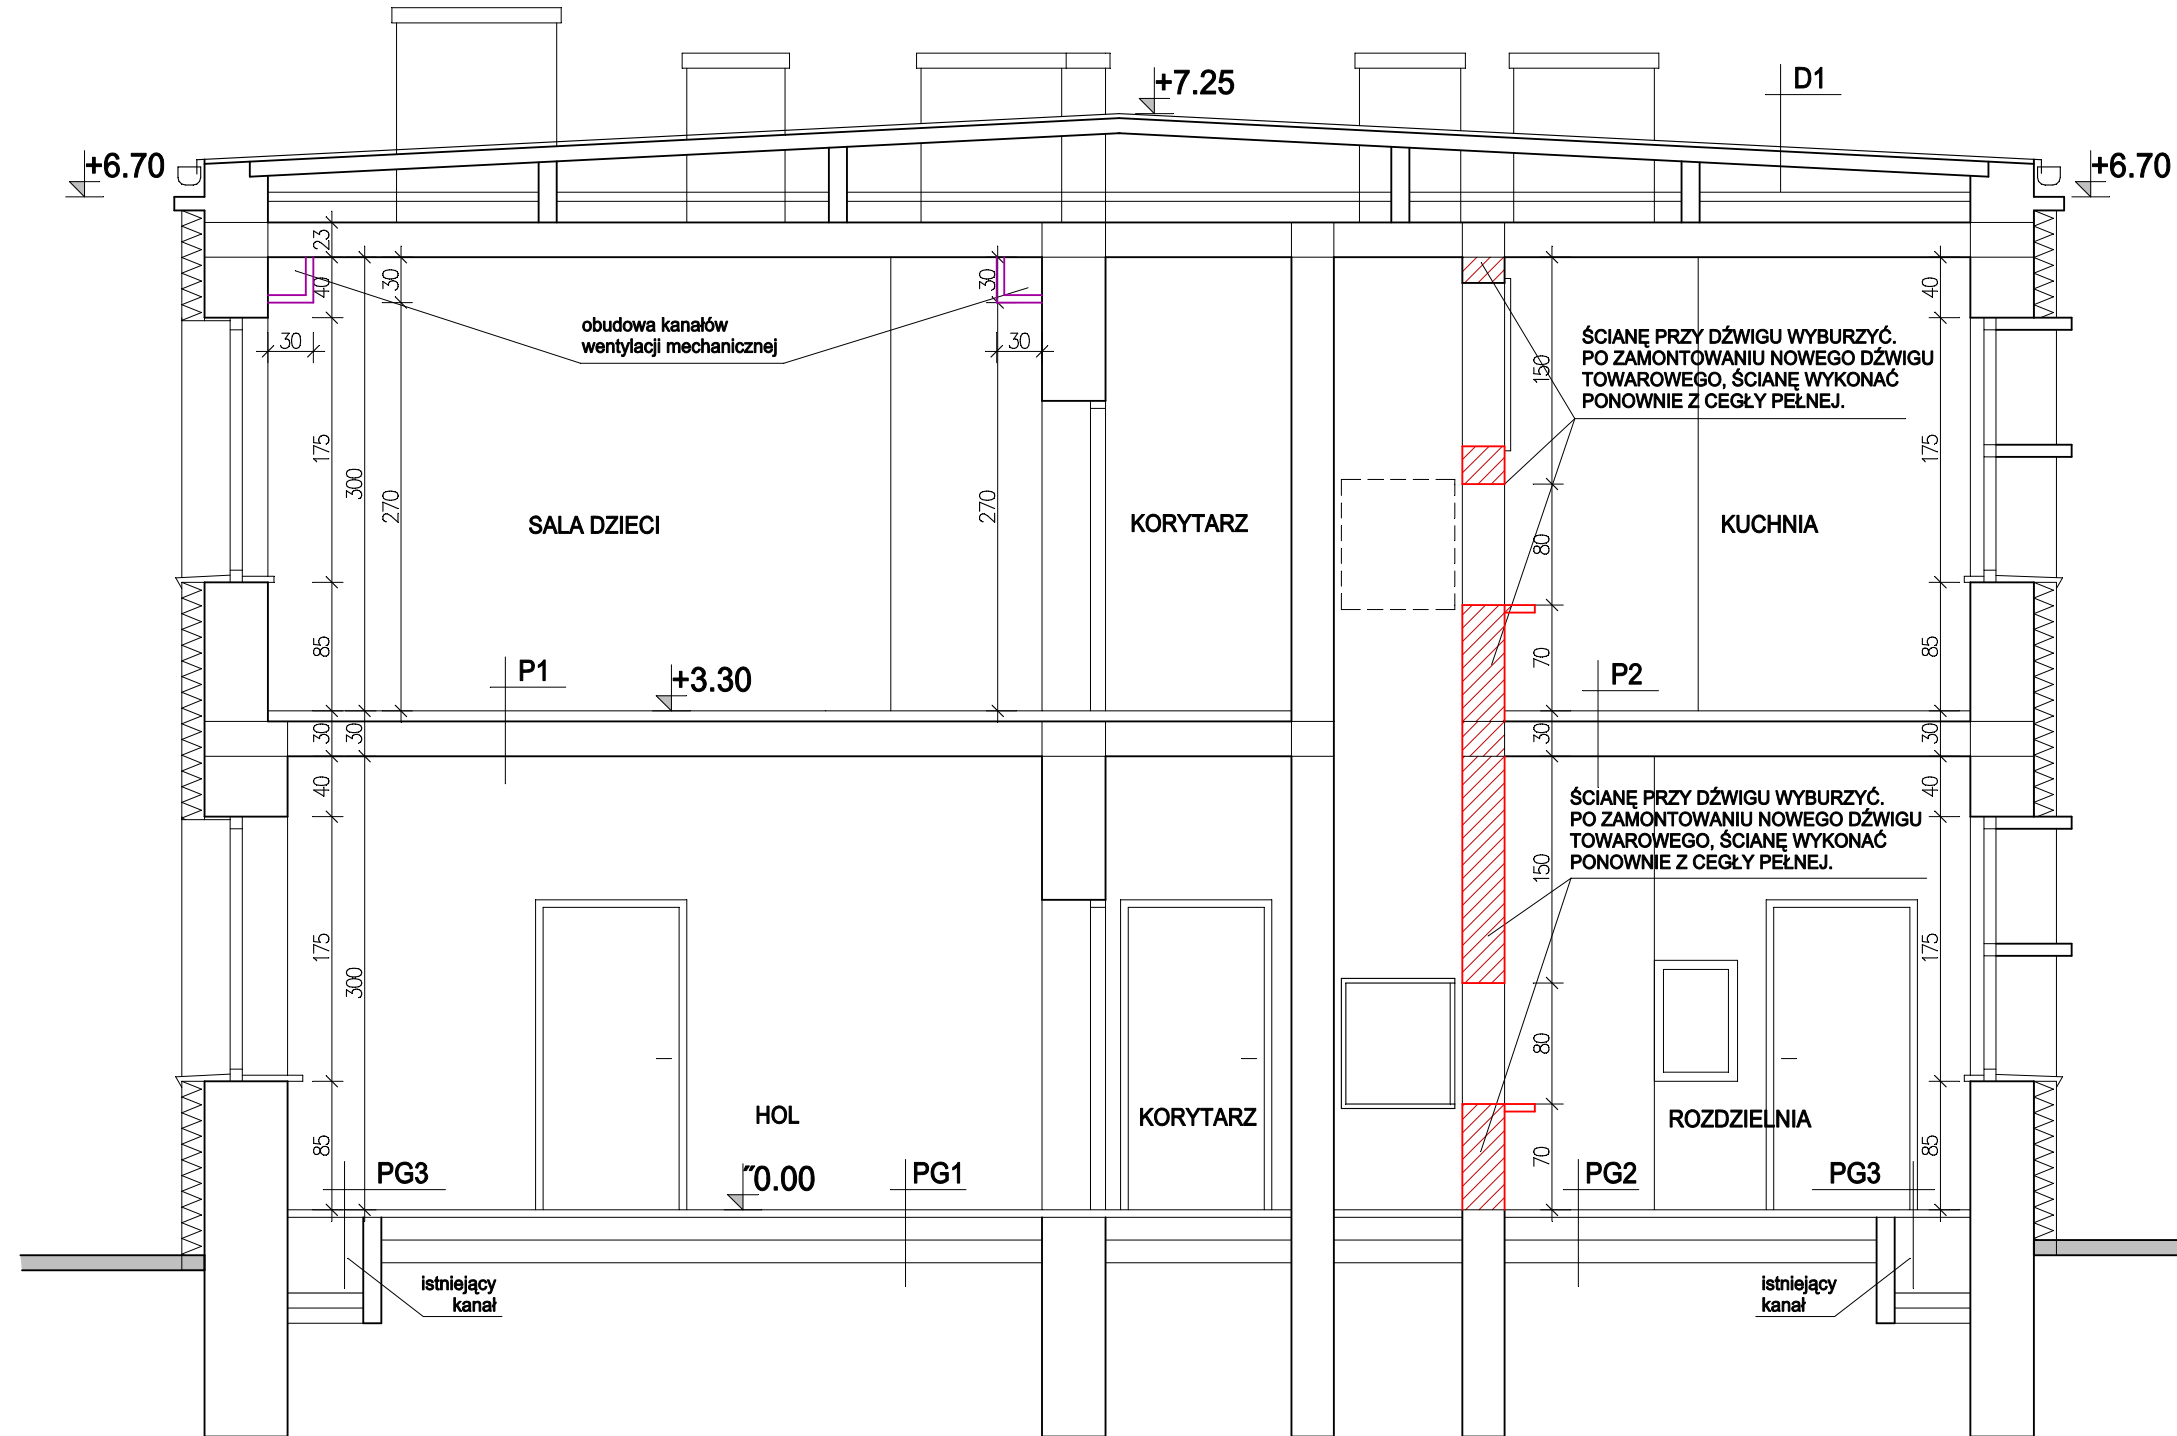 +7.25
D1
+6.70
+6.70
23
40
30
30
40
30
30
obudowa kanałów
wentylacji mechanicznej
ŚCIANĘ PRZY DŹWIGU WYBURZYĆ.
PO ZAMONTOWANIU NOWEGO DŹWIGU
TOWAROWEGO, ŚCIANĘ WYKONAĆ
PONOWNIE Z CEGŁY PEŁNEJ.
150
175
300
270
270
175
SALA DZIECI
KORYTARZ
KUCHNIA
80
85
70
85
P1
+3.30
P2
30
30
30
30
40
40
ŚCIANĘ PRZY DŹWIGU WYBURZYĆ.
PO ZAMONTOWANIU NOWEGO DŹWIGU
TOWAROWEGO, ŚCIANĘ WYKONAĆ
PONOWNIE Z CEGŁY PEŁNEJ.
150
175
300
175
80
HOL
KORYTARZ
ROZDZIELNIA
85
70
85
PG3
˝0.00
PG1
PG2
PG3
istniejący
kanał
istniejący
kanał